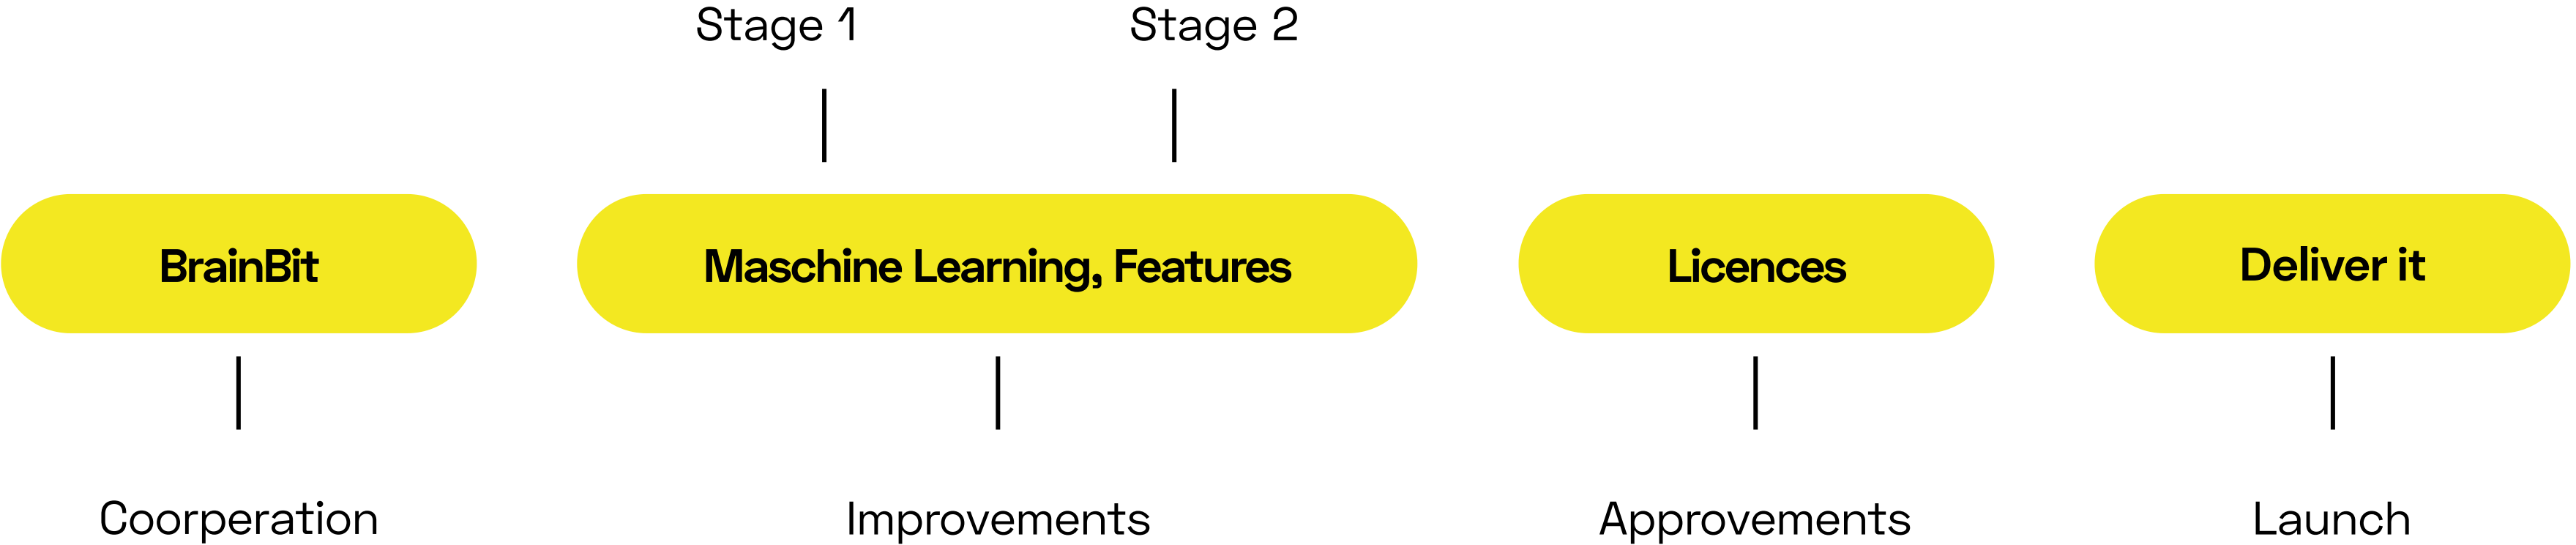 Stage 1 Stage 2
BrainBit Maschine Learning, Features Licences Deliver it
Coorperation Improvements Approvements Launch